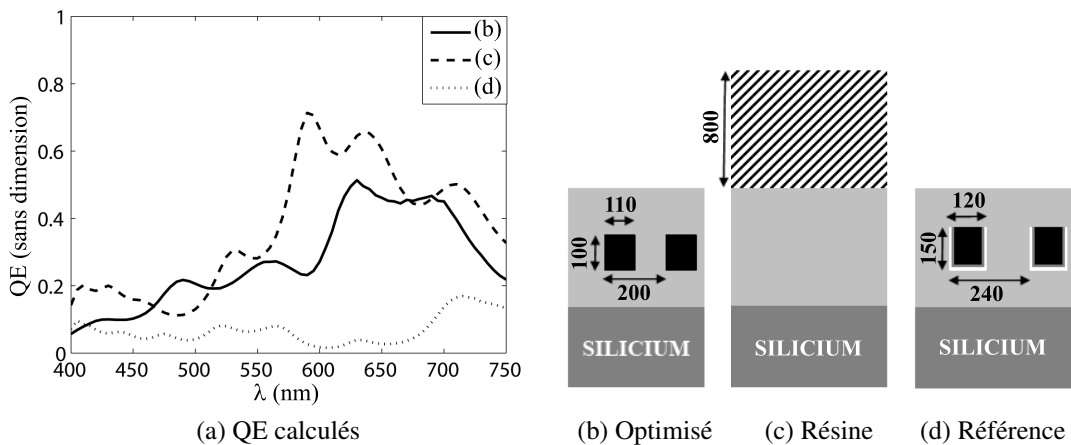 1
0.8
0.6
0.4
0.2
0
QE (sans dimension)
400 450 500 550 600 650 700 750
λ (nm)
(b)
(c)
(d)
(a) QE calculés
110
100
200
SILICIUM
(b) Optimisé
800
SILICIUM
(c) Résine
120
150
240
SILICIUM
(d) Référence